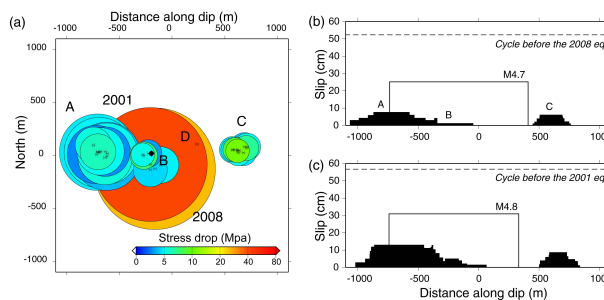 Distance along dip (m)
(a)
-1000 -500 0 500 1000
North (m)
1000
500
0
-500
-1000
A
2001
C
D
B
2008
Stress drop (Mpa)
0 5 10 20 40 80
(b)
Slip (cm)
60
50
40
30
20
10
0
Cycle before the 2008 eq
M4.7
A
B
C
-1000 -500 0 500
(c)
Slip (cm)
60
50
40
30
20
10
0
Cycle before the 2001 eq
M4.8
-1000 -500 0 500
Distance along dip (m)